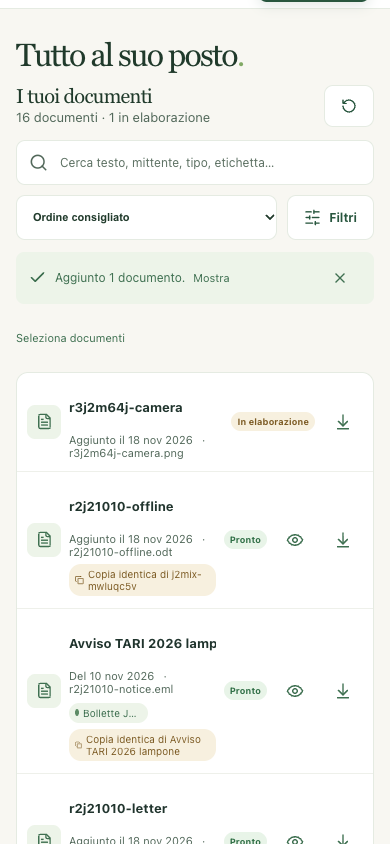 Tutto al suo posto.
I tuoi documenti
16 documenti · 1 in elaborazione
Cerca testo, mittente, tipo, etichetta...
Ordine consigliato
Filtri
Aggiunto 1 documento. Mostra
Seleziona documenti
r3j2m64j-camera
In elaborazione
Aggiunto il 18 nov 2026 ·
r3j2m64j-camera.png
r2j21010-offline
Aggiunto il 18 nov 2026 ·
r2j21010-offline.odt
Pronto
Copia identica di j2mix-
mwluqc5v
Avviso TARI 2026 lamp
Del 10 nov 2026 ·
r2j21010-notice.eml
Pronto
Bollette J...
Copia identica di Avviso
TARI 2026 lampone
r2j21010-letter
Aggiunto il 18 nov 2026 ·
Pronto